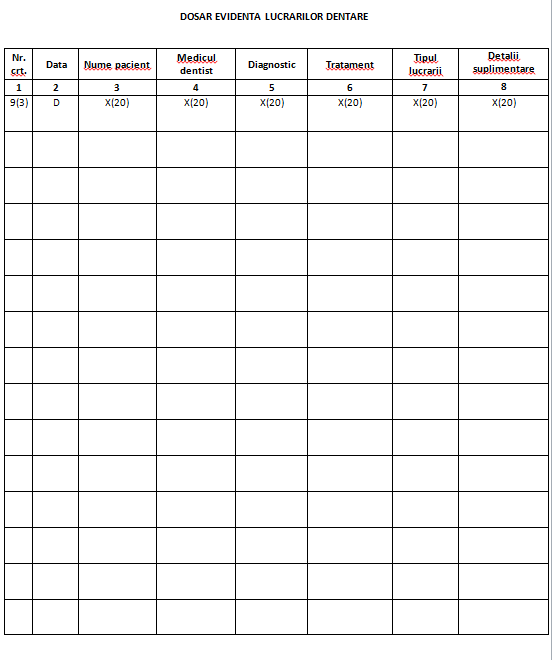 DOSAR EVIDENTA LUCRARILOR DENTARE
Nr. crt. Data Nume pacient Medicul dentist Diagnostic Tratament Tipul lucrarii Detalii suplimentare
1 2 3 4 5 6 7 8
9(3) D X(20) X(20) X(20) X(20) X(20) X(20)